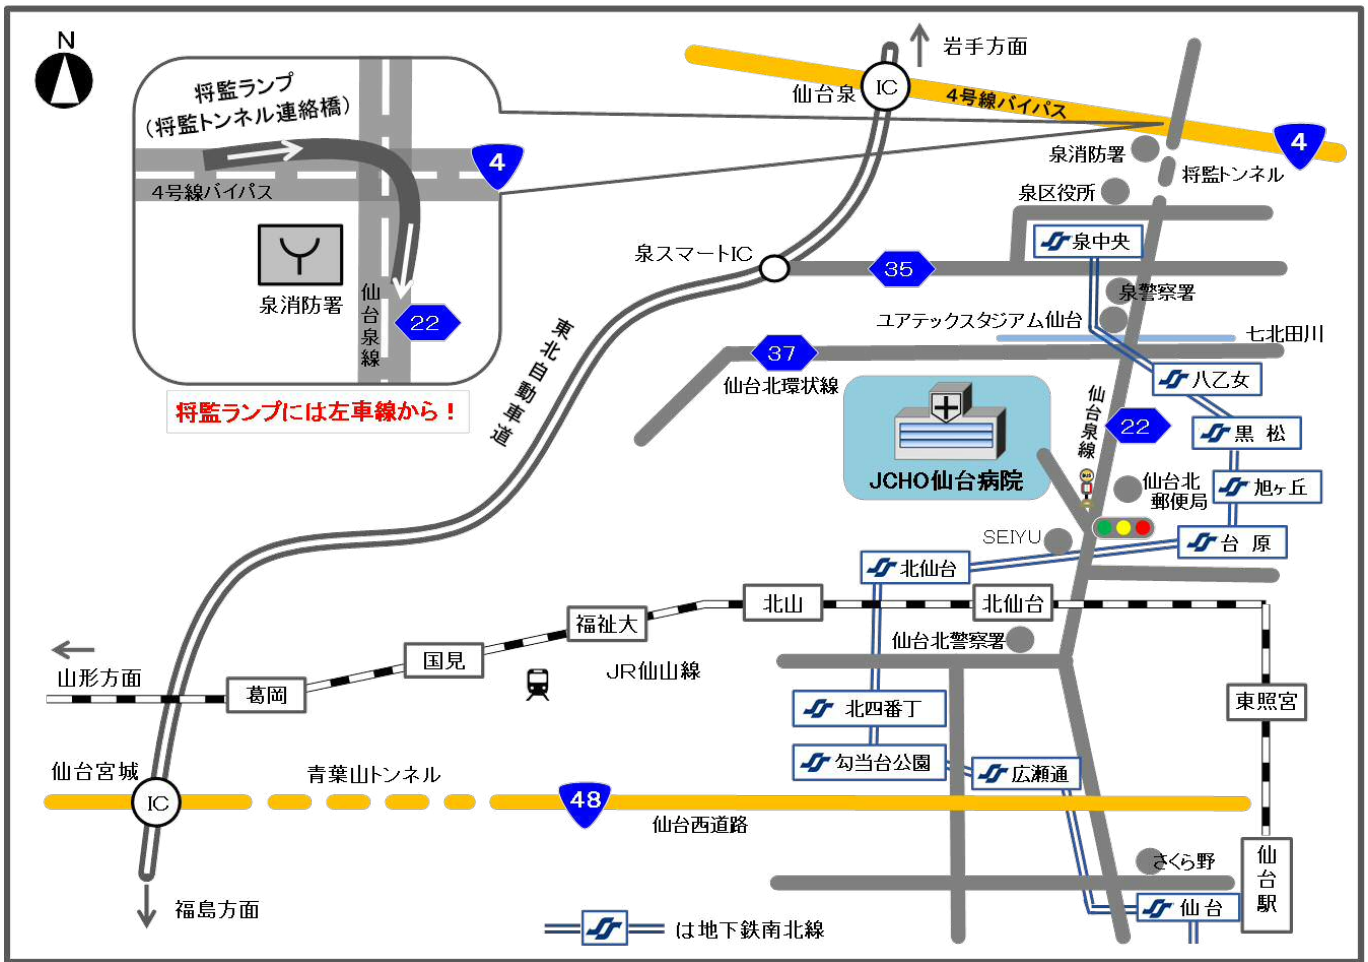 N
将監ランプ
（将監トンネル連絡橋）
4号線バイパス
4
泉消防署
仙台泉線
22
将監ランプには左車線から！
岩手方面
仙台泉
IC
4号線バイパス
4
泉消防署
将監トンネル
泉区役所
泉中央
泉スマートIC
35
泉警察署
ユアテックスタジアム仙台
七北田川
37
仙台北環状線
東北自動車道
八乙女
仙台泉線
22
黒松
JCHO仙台病院
BUS
仙台北
郵便局
旭ヶ丘
SEIYU
台原
北仙台
北山
北仙台
福祉大
仙台北警察署
国見
JR仙山線
山形方面
葛岡
東照宮
北四番丁
勾当台公園
広瀬通
仙台宮城
IC
青葉山トンネル
48
仙台西道路
さくら野
仙台駅
仙台
福島方面
は地下鉄南北線